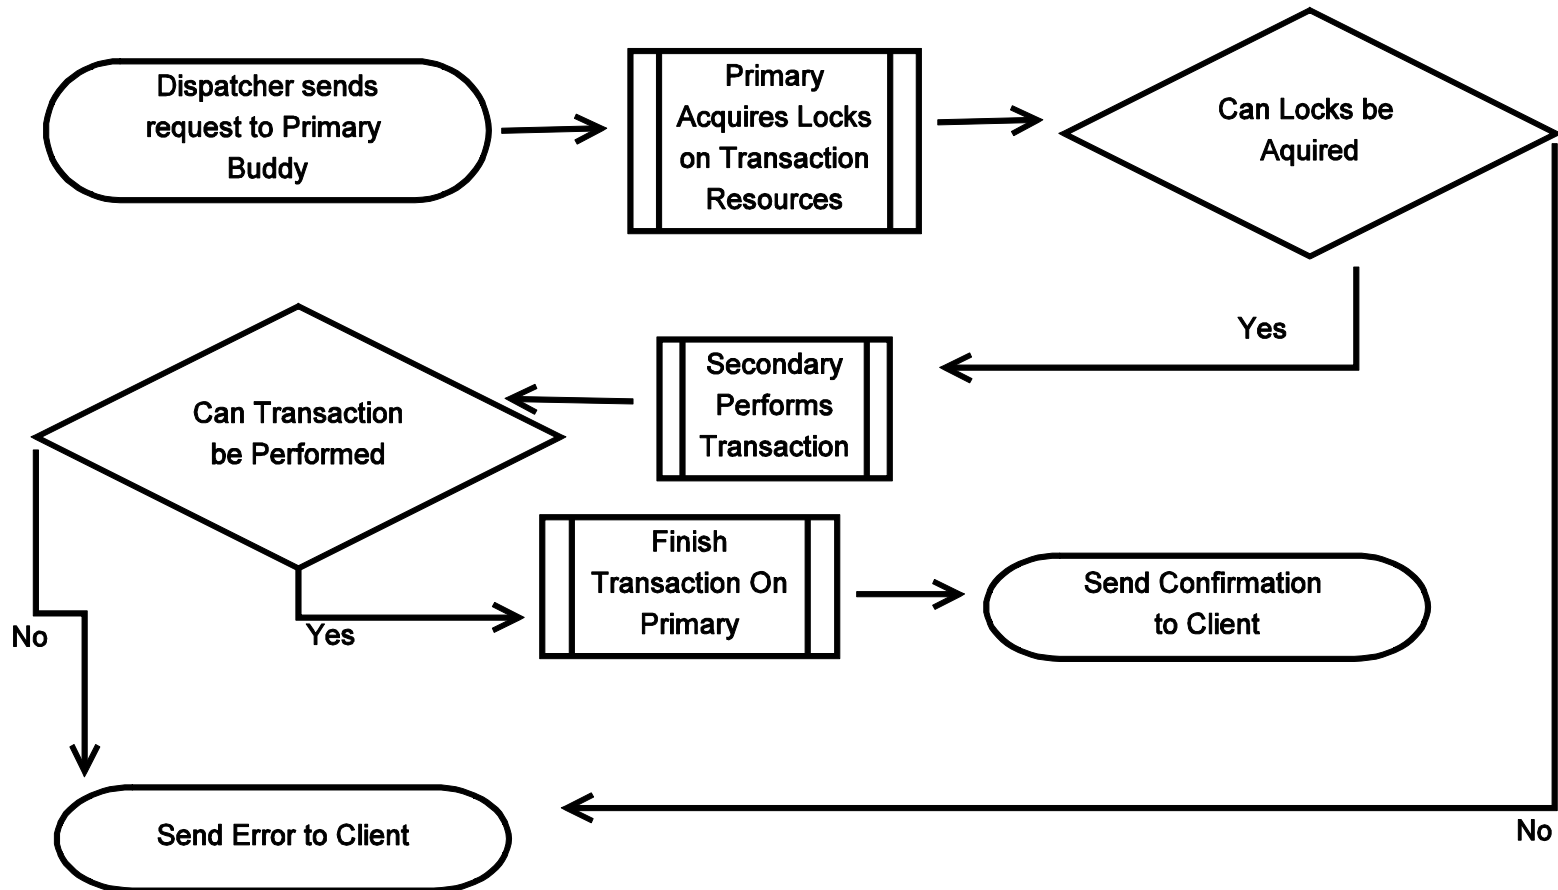 Dispatcher sends
request to Primary
Buddy
Primary
Acquires Locks
on Transaction
Resources
Can Locks be
Aquired
Yes
Secondary
Performs
Transaction
Can Transaction
be Performed
No
Yes
Finish
Transaction On
Primary
Send Confirmation
to Client
Send Error to Client
No